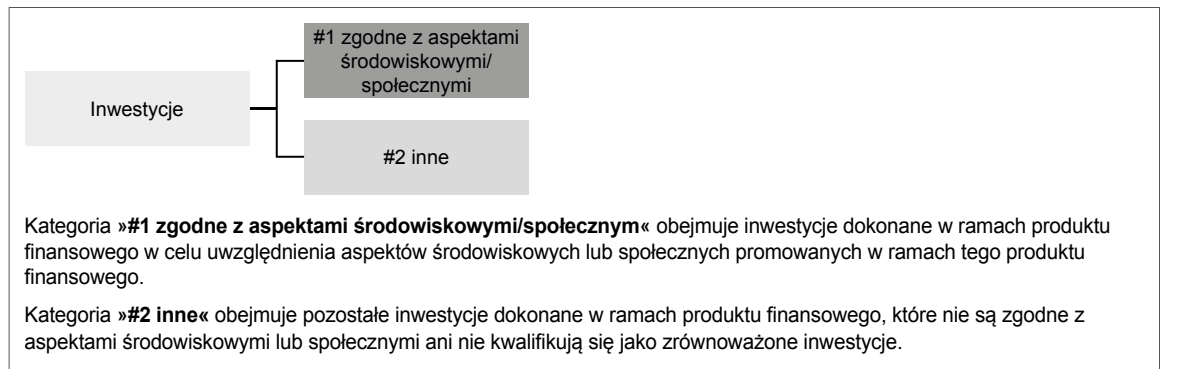 #1 zgodne z aspektami
środowiskowymi/
społecznymi
Inwestycje
#2 inne
Kategoria »#1 zgodne z aspektami środowiskowymi/społecznym« obejmuje inwestycje dokonane w ramach produktu
finansowego w celu uwzględnienia aspektów środowiskowych lub społecznych promowanych w ramach tego produktu
finansowego.
Kategoria »#2 inne« obejmuje pozostałe inwestycje dokonane w ramach produktu finansowego, które nie są zgodne z
aspektami środowiskowymi lub społecznymi ani nie kwalifikują się jako zrównoważone inwestycje.